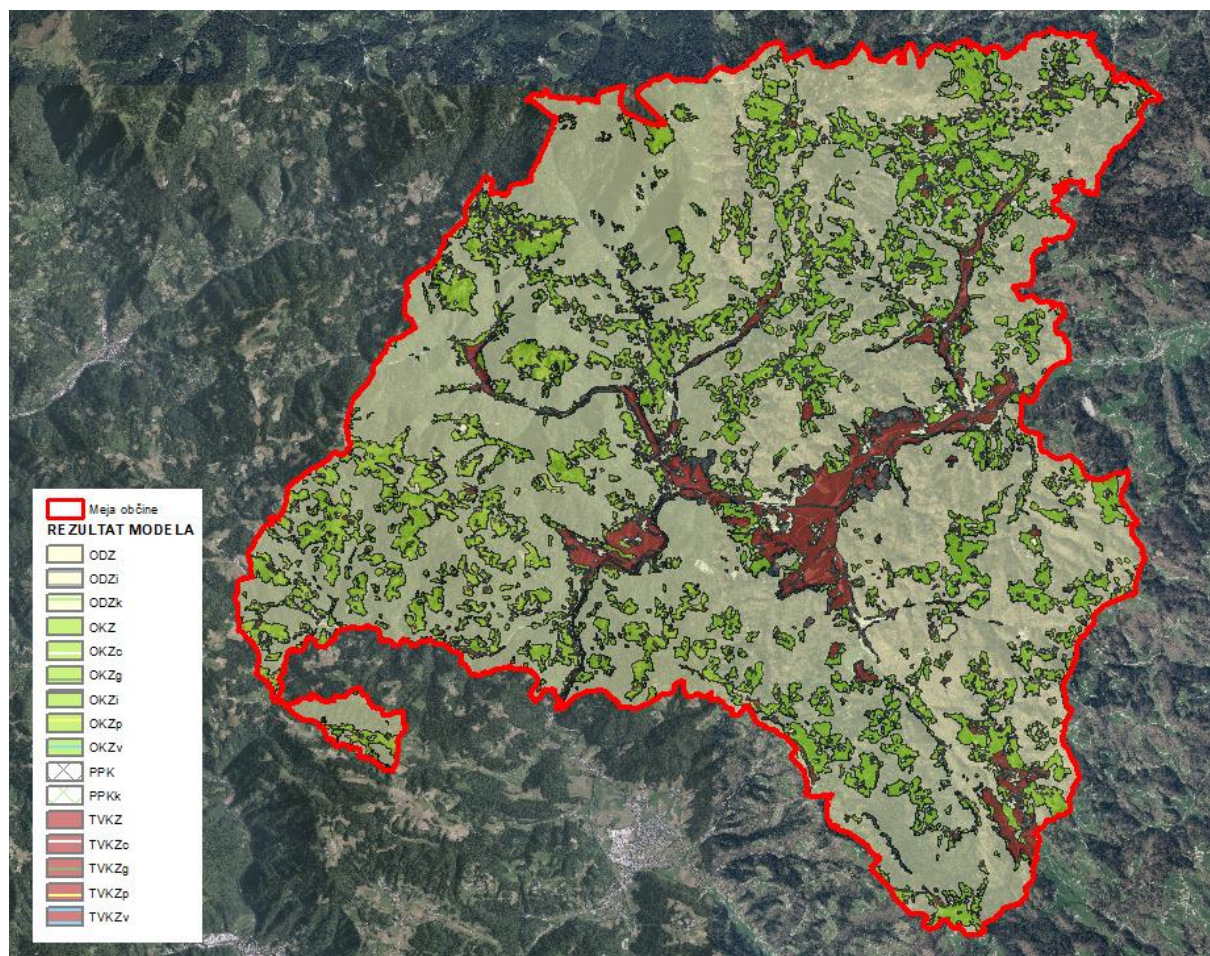 Meja občine
REZULTAT MODELA
ODZ
ODZi
ODZk
OKZ
OKZc
OKZg
OKZi
OKZp
OKZv
PPK
PPKk
TVKZ
TVKZc
TVKZg
TVKZp
TVKZv